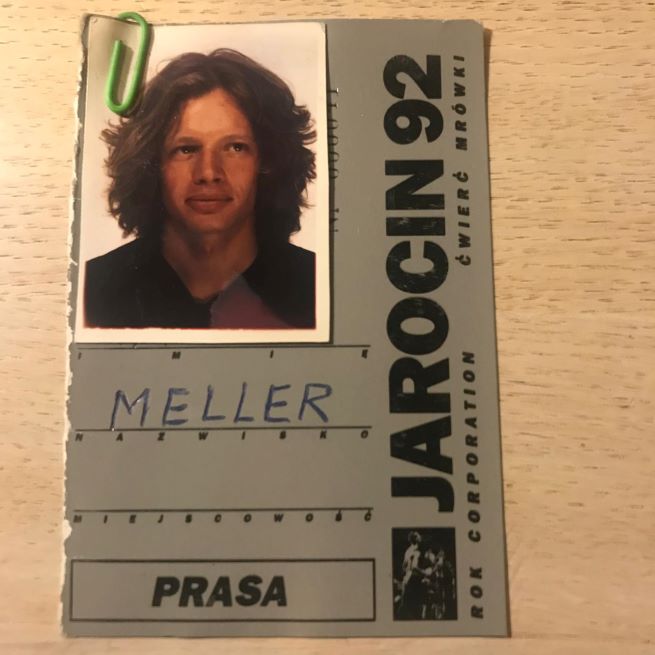 IMIĘ
MELLER
NAZWISKO
MIEJSCOWOŚĆ
PRASA
JAROCIN 92
ĆWIERĆ MRÓWKI
ROK CORPORATION